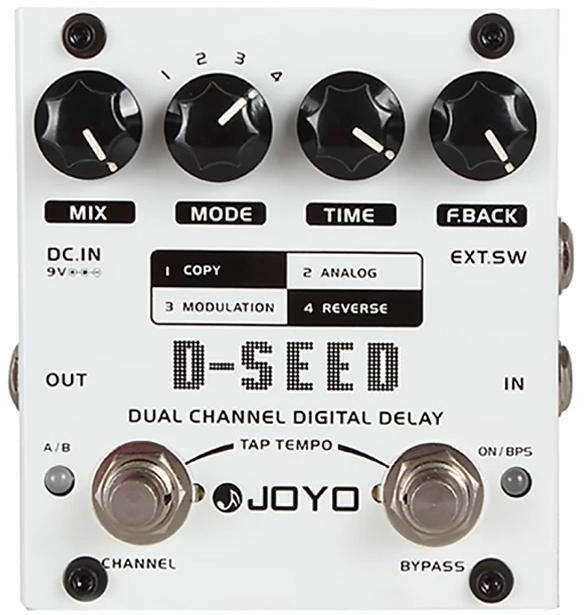 1 2 3 4
MIX MODE TIME F.BACK
DC.IN
9V
EXT.SW
1 COPY 2 ANALOG
3 MODULATION 4 REVERSE
D-SEED
OUT IN
DUAL CHANNEL DIGITAL DELAY
A/B TAP TEMPO ON/BPS
JOYO
CHANNEL BYPASS